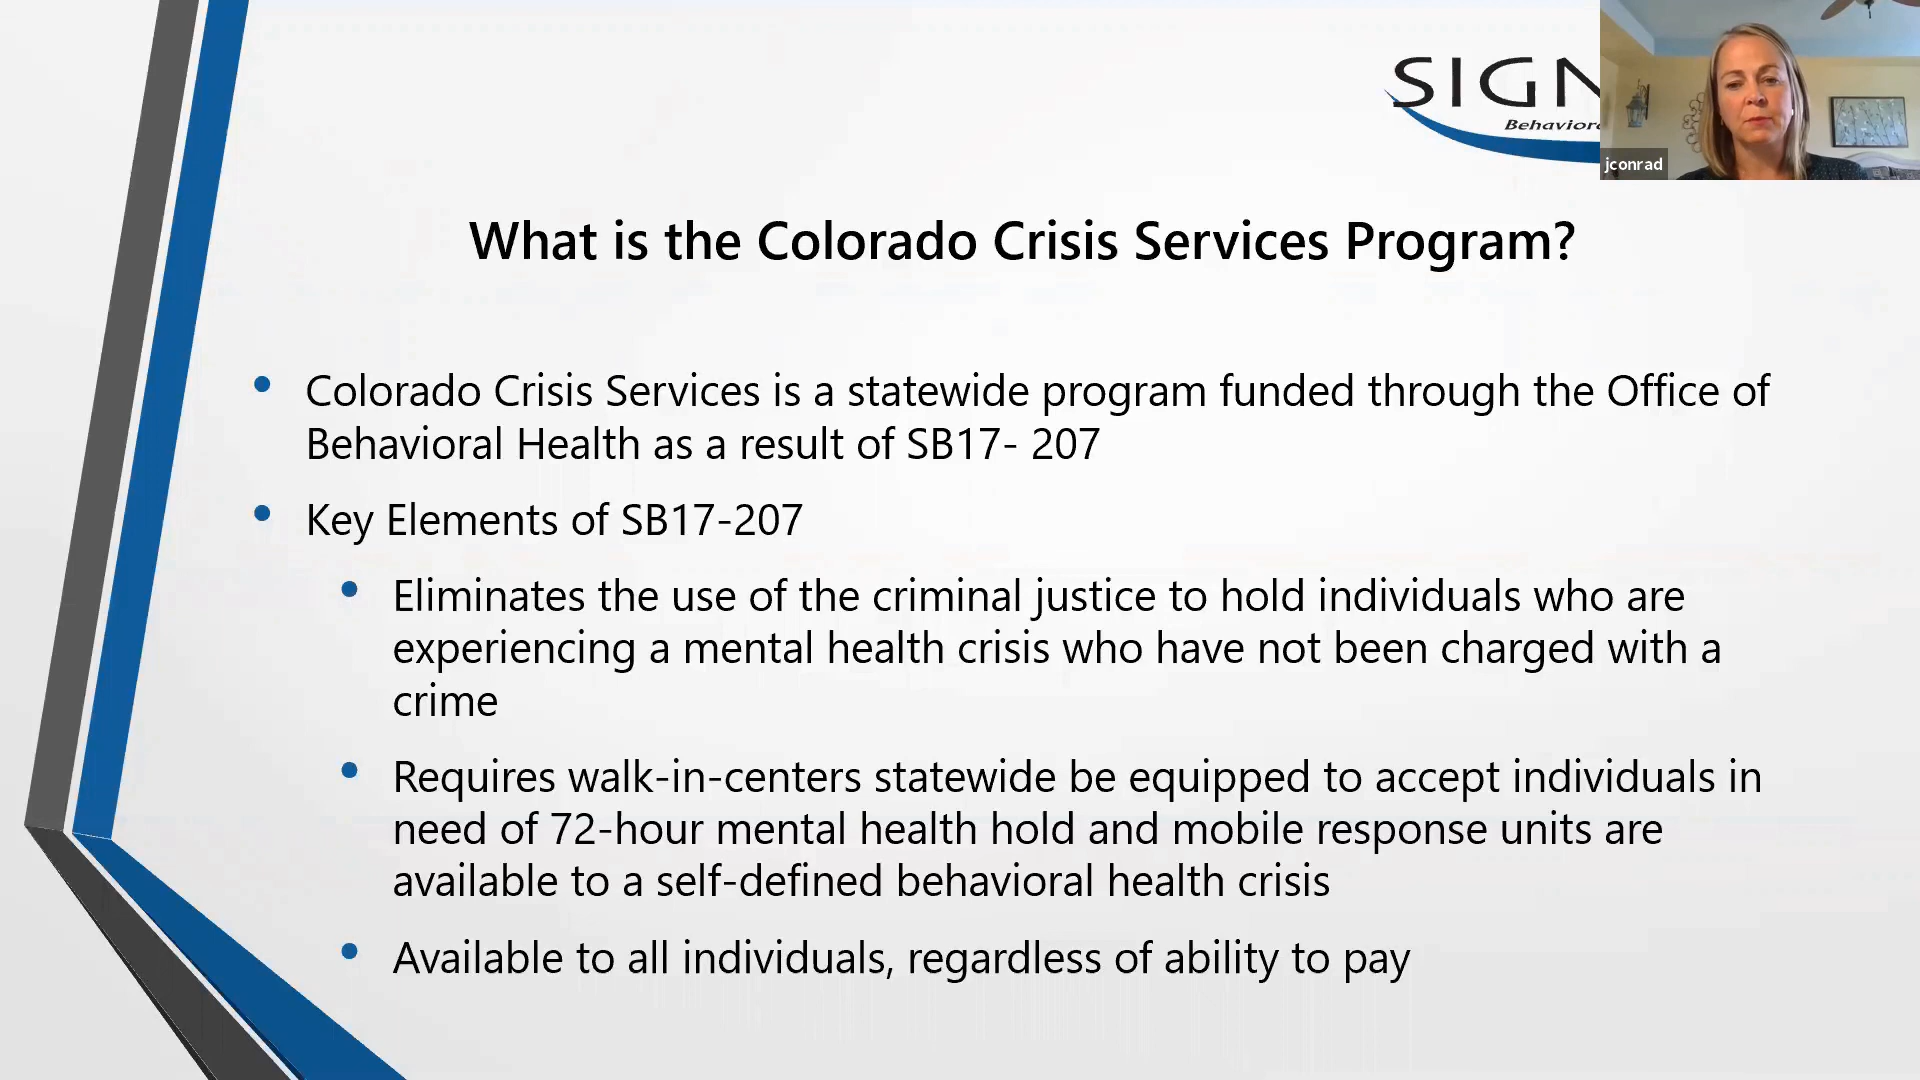 SIGN
Behavior
jconrad
What is the Colorado Crisis Services Program?
Colorado Crisis Services is a statewide program funded through the Office of
Behavioral Health as a result of SB17- 207
Key Elements of SB17-207
Eliminates the use of the criminal justice to hold individuals who are
experiencing a mental health crisis who have not been charged with a
crime
Requires walk-in-centers statewide be equipped to accept individuals in
need of 72-hour mental health hold and mobile response units are
available to a self-defined behavioral health crisis
Available to all individuals, regardless of ability to pay